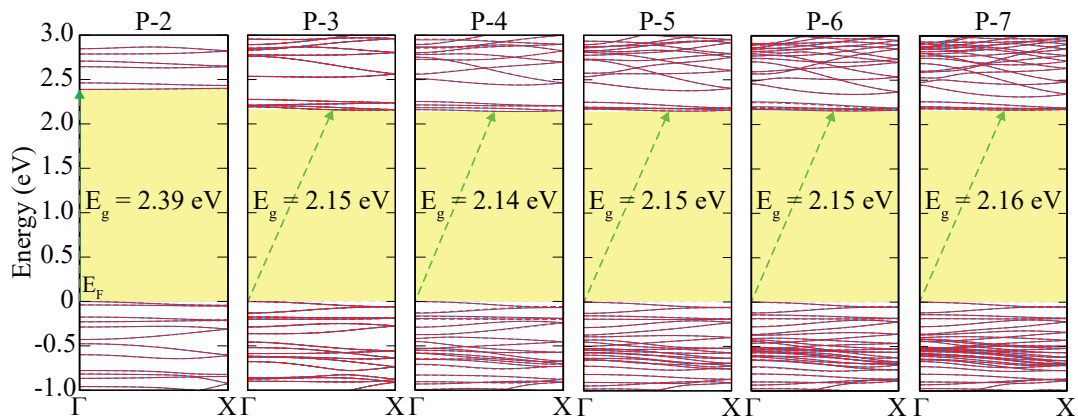 P-2 P-3 P-4 P-5 P-6 P-7
3.0
2.5
2.0
1.5
1.0
0.5
0
-0.5
-1.0
Energy (eV)
E_g = 2.39 eV E_g = 2.15 eV E_g = 2.14 eV E_g = 2.15 eV E_g = 2.15 eV E_g = 2.16 eV
E_F
Γ X Γ X Γ X Γ X Γ X Γ X